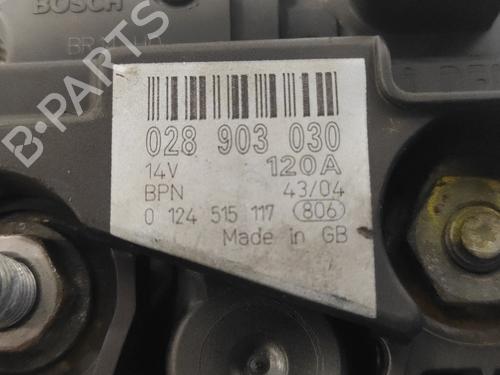 BOSCH
028 903 030
14V 120A
BPN 43/04
0 124 515 117 806
Made in GB
B-PARTS